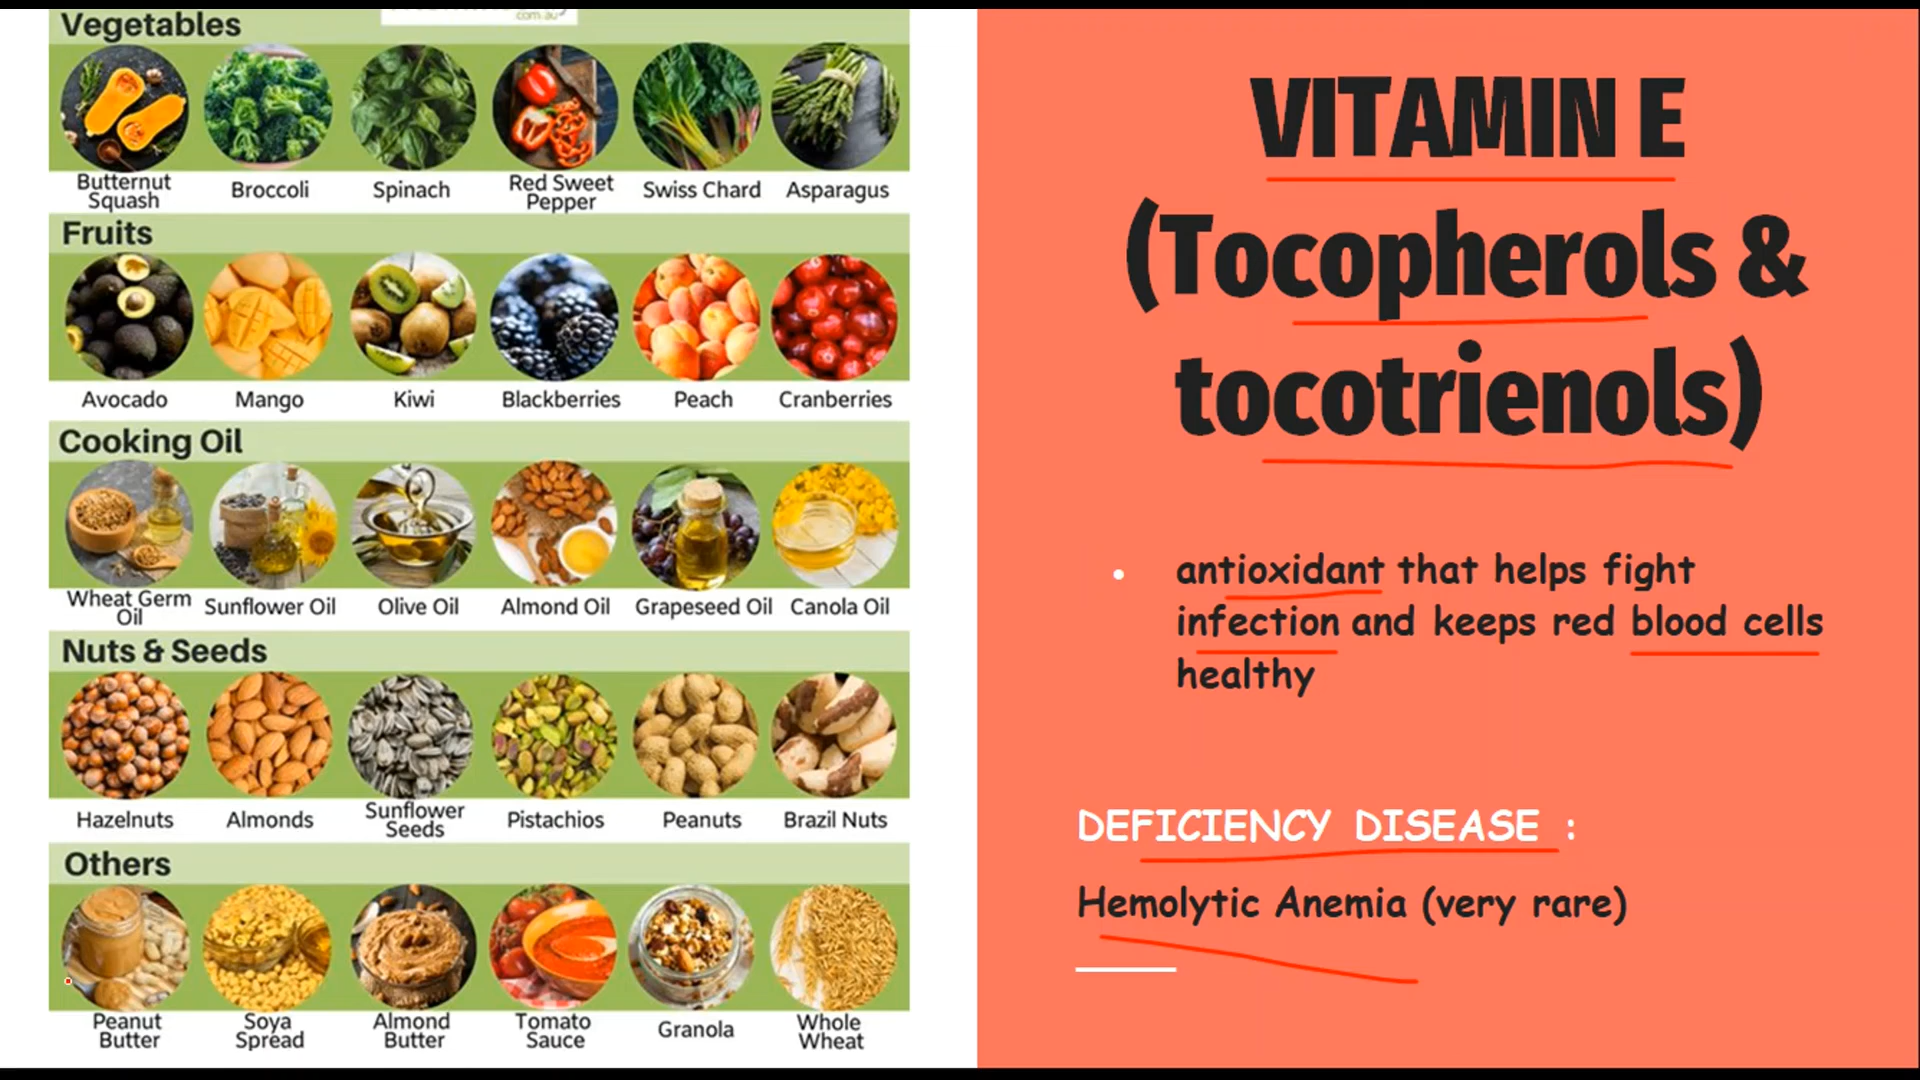 com.au
Vegetables
Butternut Squash
Broccoli
Spinach
Red Sweet Pepper
Swiss Chard
Asparagus
Fruits
Avocado
Mango
Kiwi
Blackberries
Peach
Cranberries
Cooking Oil
Wheat Germ Oil
Sunflower Oil
Olive Oil
Almond Oil
Grapeseed Oil
Canola Oil
Nuts & Seeds
Hazelnuts
Almonds
Sunflower Seeds
Pistachios
Peanuts
Brazil Nuts
Others
Peanut Butter
Soya Spread
Almond Butter
Tomato Sauce
Granola
Whole Wheat
VITAMIN E
(Tocopherols &
tocotrienols)
• antioxidant that helps fight
infection and keeps red blood cells
healthy
DEFICIENCY DISEASE :
Hemolytic Anemia (very rare)